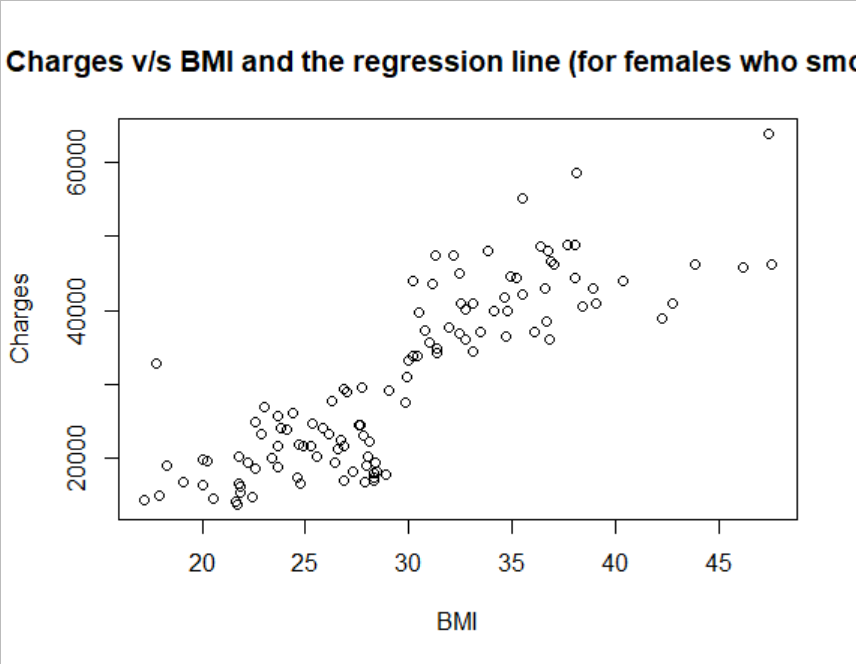 Charges v/s BMI and the regression line (for females who smo
60000
40000
20000
Charges
20 25 30 35 40 45
BMI